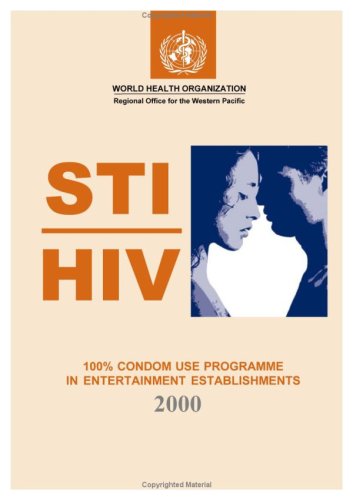 Copyrighted Material
WORLD HEALTH ORGANIZATION
Regional Office for the Western Pacific
STI
HIV
100% CONDOM USE PROGRAMME
IN ENTERTAINMENT ESTABLISHMENTS
2000
Copyrighted Material